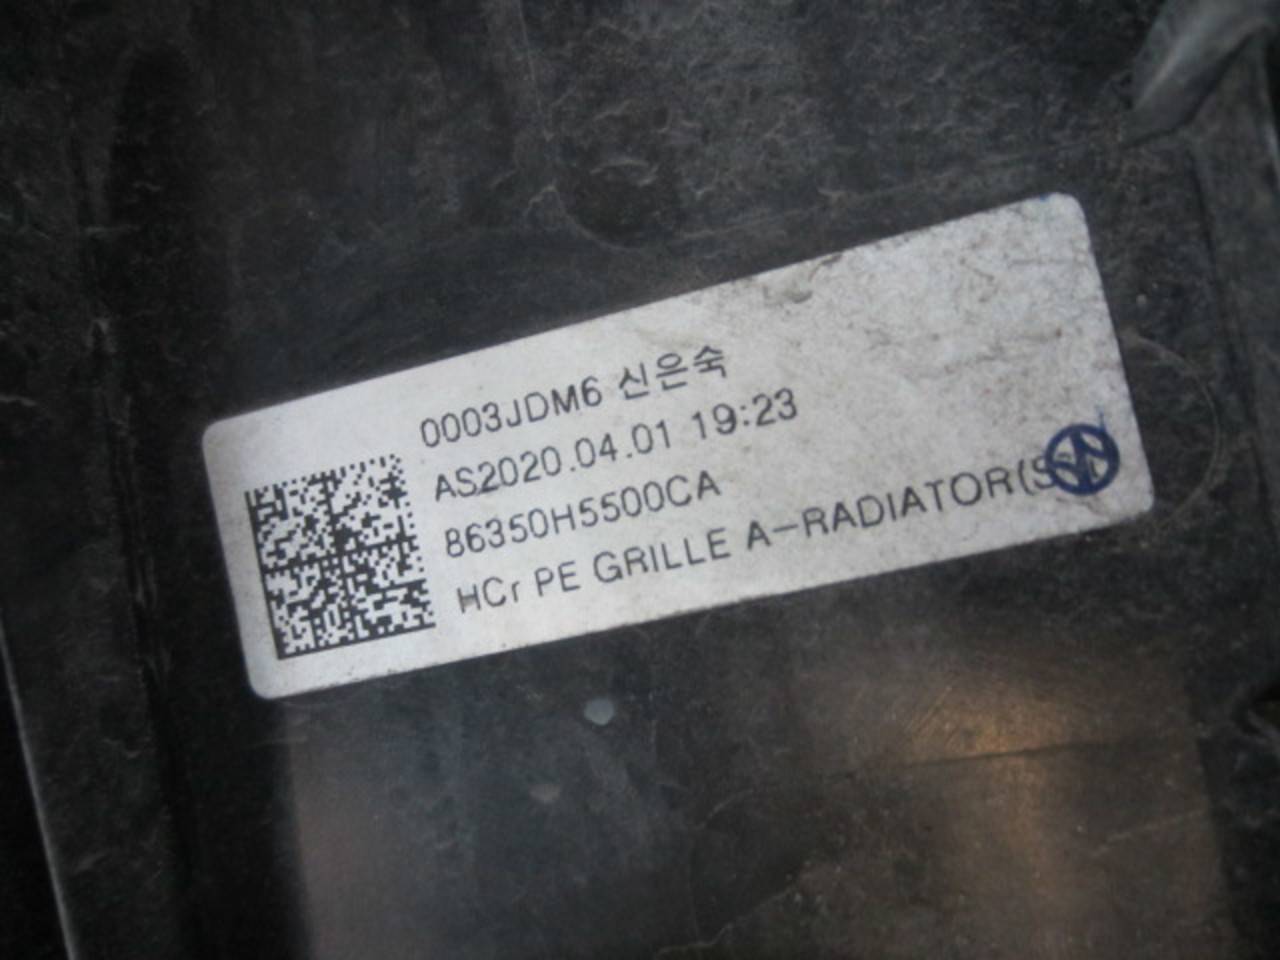 0003JDM6 신은숙
AS2020.04.01 19:23
86350H5500CA
HCr PE GRILLE A-RADIATOR(S